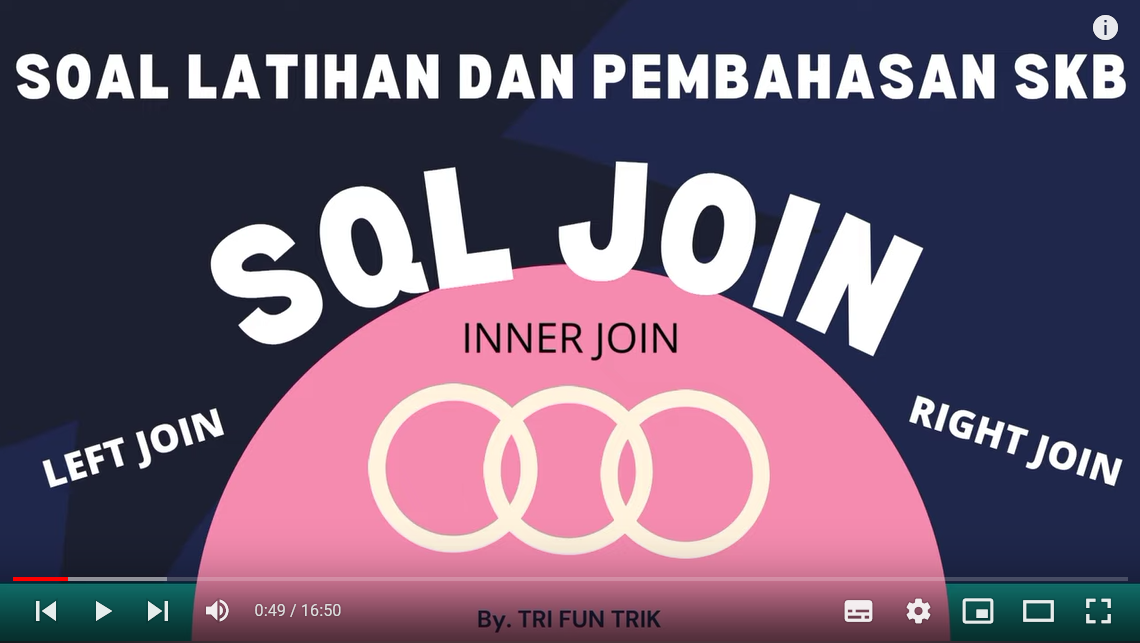 SOAL LATIHAN DAN PEMBAHASAN SKB
SQL JOIN
INNER JOIN
LEFT JOIN
RIGHT JOIN
By. TRI FUN TRIK
0:49 / 16:50